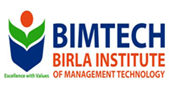 BIMTECH
BIRLA INSTITUTE
OF MANAGEMENT TECHNOLOGY
Excellence with Values